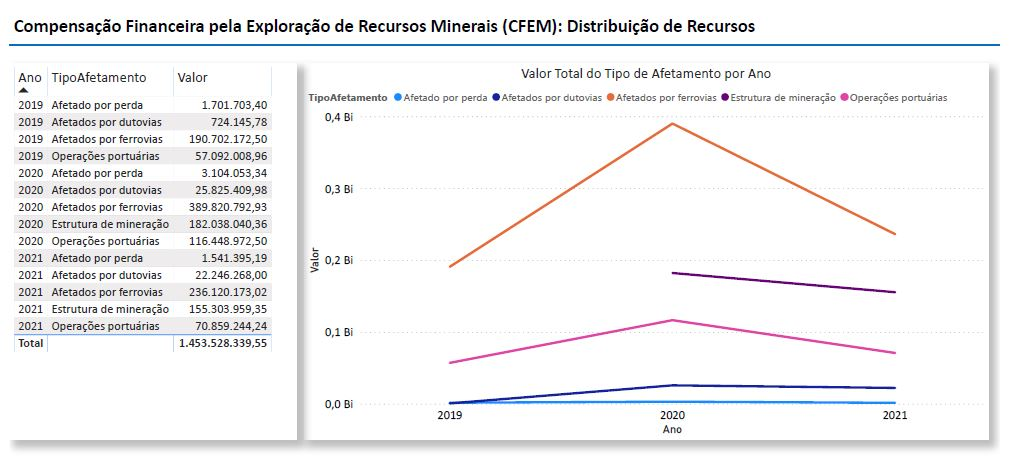 Compensação Financeira pela Exploração de Recursos Minerais (CFEM): Distribuição de Recursos
Ano TipoAfetamento Valor
2019 Afetado por perda 1.701.703,40
2019 Afetados por dutovias 724.145,78
2019 Afetados por ferrovias 190.702.172,50
2019 Operações portuárias 57.092.008,96
2020 Afetado por perda 3.104.053,34
2020 Afetados por dutovias 25.825.409,98
2020 Afetados por ferrovias 389.820.792,93
2020 Estrutura de mineração 182.038.040,36
2020 Operações portuárias 116.448.972,50
2021 Afetado por perda 1.541.395,19
2021 Afetados por dutovias 22.246.268,00
2021 Afetados por ferrovias 236.120.173,02
2021 Estrutura de mineração 155.303.959,35
2021 Operações portuárias 70.859.244,24
Total 1.453.528.339,55
Valor Total do Tipo de Afetamento por Ano
TipoAfetamento Afetado por perda Afetados por dutovias Afetados por ferrovias Estrutura de mineração Operações portuárias
0,4 Bi
0,3 Bi
0,2 Bi
0,1 Bi
0,0 Bi
Valor
2019 2020 2021
Ano